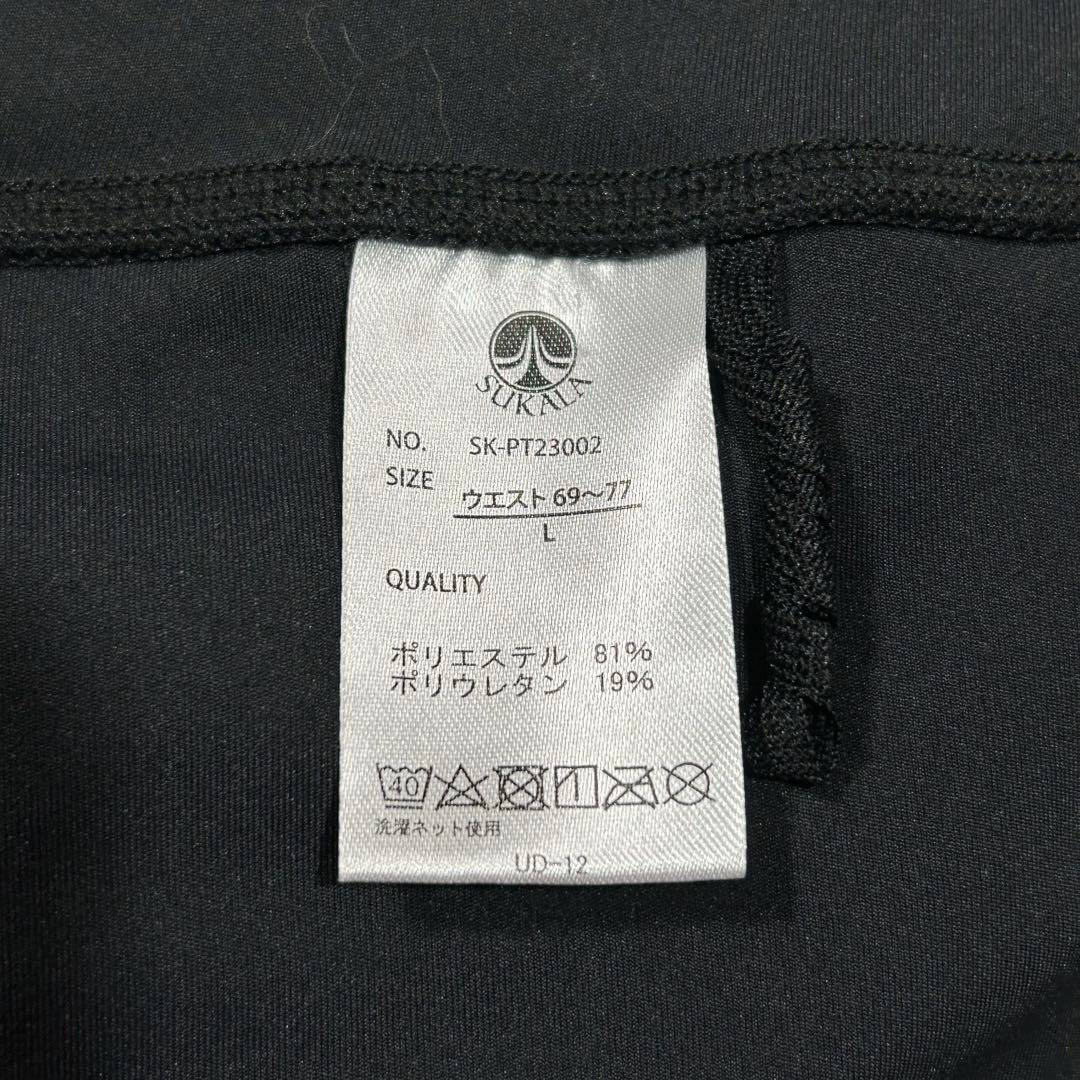 SUKALA
NO. SK-PT23002
SIZE ウエスト 69～77
L
QUALITY
ポリエステル 81%
ポリウレタン 19%
40
洗濯ネット使用
UD-12